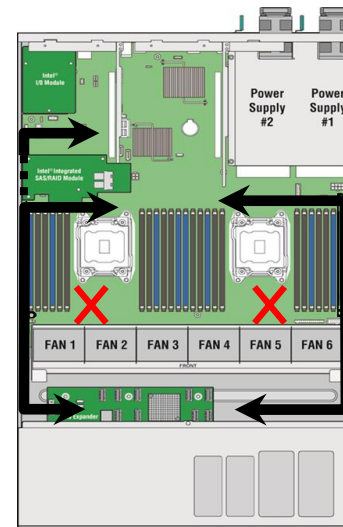 Intel®
I/O Module
Power
Supply
#2
Power
Supply
#1
Intel® Integrated
SAS/RAID Module
FAN 1
FAN 2
FAN 3
FAN 4
FAN 5
FAN 6
FRONT
Expander